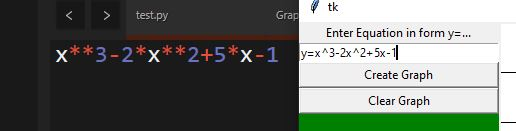 test.py
Grap
x**3-2*x**2+5*x-1
tk
Enter Equation in form y=...
y=x^3-2x^2+5x-1
Create Graph
Clear Graph